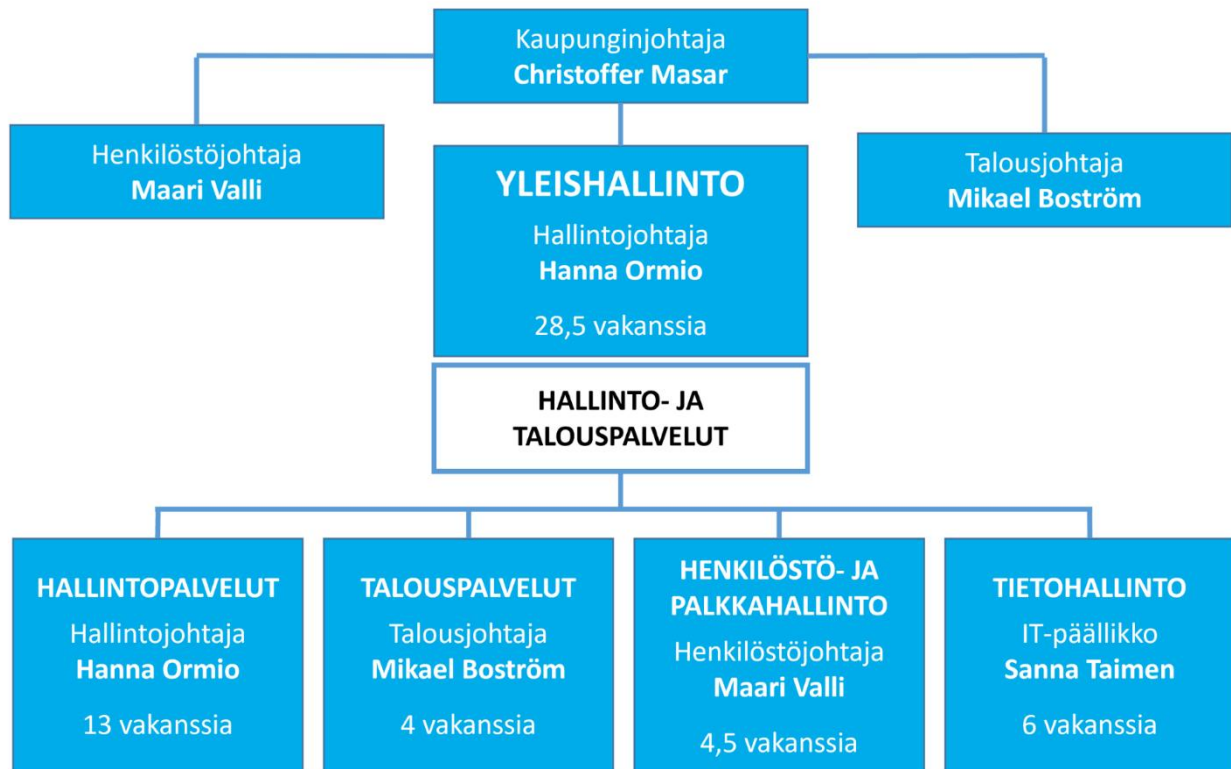 Kaupunginjohtaja
Christoffer Masar
Henkilöstöjohtaja
Maari Valli
YLEISHALLINTO
Hallintojohtaja
Hanna Ormio
28,5 vakanssia
Talousjohtaja
Mikael Boström
HALLINTO- JA
TALOUSPALVELUT
HALLINTOPALVELUT
Hallintojohtaja
Hanna Ormio
13 vakanssia
TALOUSPALVELUT
Talousjohtaja
Mikael Boström
4 vakanssia
HENKILÖSTÖ- JA
PALKKAHALLINTO
Henkilöstöjohtaja
Maari Valli
4,5 vakanssia
TIETOHALLINTO
IT-päällikko
Sanna Taimen
6 vakanssia